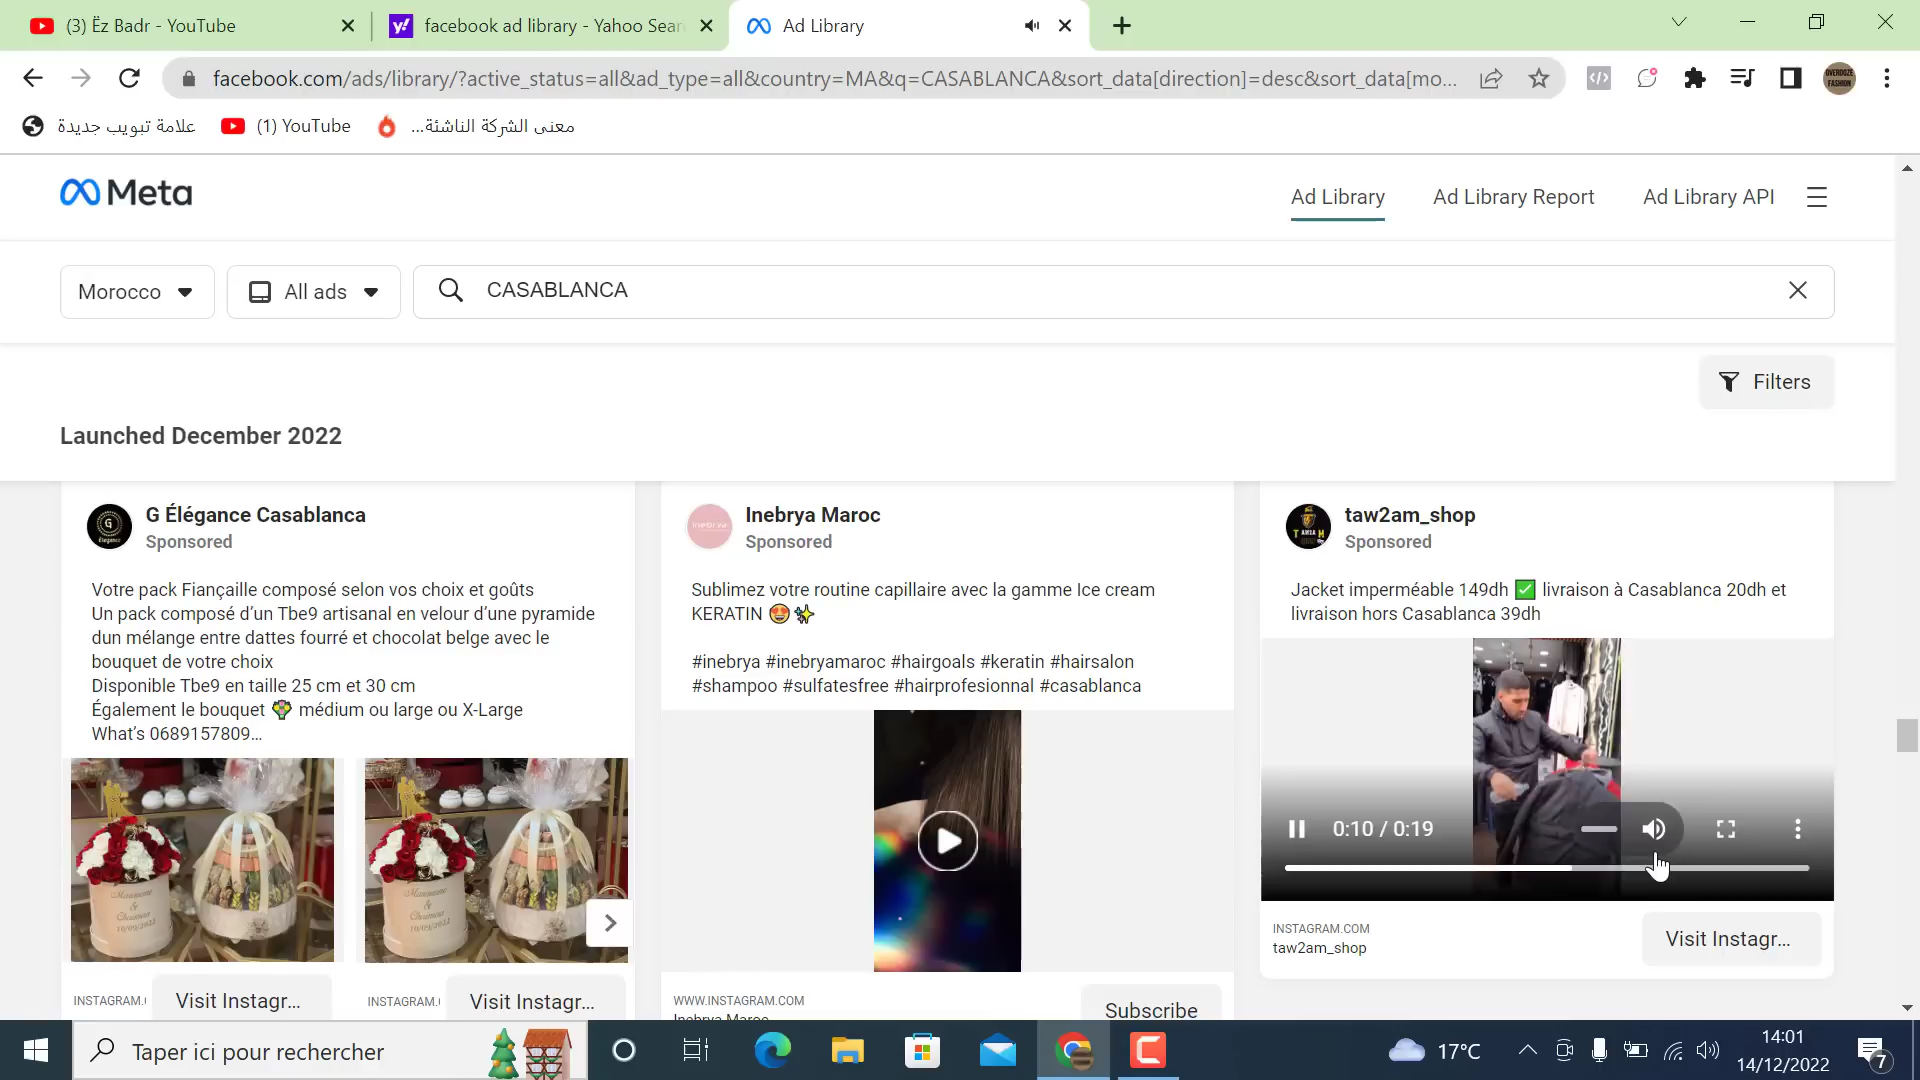 (3) Ëz Badr - YouTube
facebook ad library - Yahoo Sear
Ad Library
facebook.com/ads/library/?active_status=all&ad_type=all&country=MA&q=CASABLANCA&sort_data[direction]=desc&sort_data[mo...
علامة تبويب جديدة
(1) YouTube
معنى الشركة الناشئة...
Meta
Ad Library
Ad Library Report
Ad Library API
Morocco
All ads
CASABLANCA
Filters
Launched December 2022
G Élégance Casablanca
Sponsored
Votre pack Fiançaille composé selon vos choix et goûts
Un pack composé d’un Tbe9 artisanal en velour d’une pyramide
dun mélange entre dattes fourré et chocolat belge avec le
bouquet de votre choix
Disponible Tbe9 en taille 25 cm et 30 cm
Également le bouquet 💐 médium ou large ou X-Large
What’s 0689157809...
INSTAGRAM.
Visit Instagr...
INSTAGRAM.
Visit Instagr...
Inebrya Maroc
Sponsored
Sublimez votre routine capillaire avec la gamme Ice cream
KERATIN 😍✨
#inebrya #inebryamaroc #hairgoals #keratin #hairsalon
#shampoo #sulfatesfree #hairprofesionnal #casablanca
WWW.INSTAGRAM.COM
Inebrya Maroc
Subscribe
taw2am_shop
Sponsored
Jacket imperméable 149dh ✅ livraison à Casablanca 20dh et
livraison hors Casablanca 39dh
0:10 / 0:19
INSTAGRAM.COM
taw2am_shop
Visit Instagr...
Taper ici pour rechercher
17°C
14:01
14/12/2022
7